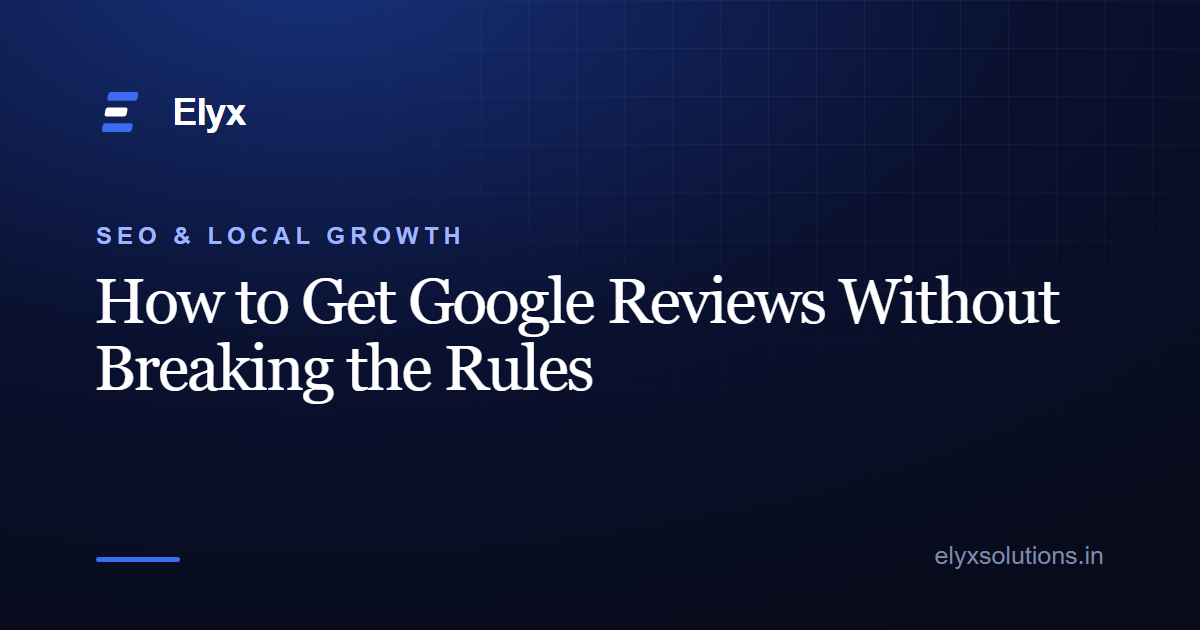 Elyx
SEO & LOCAL GROWTH
How to Get Google Reviews Without
Breaking the Rules
elyxsolutions.in